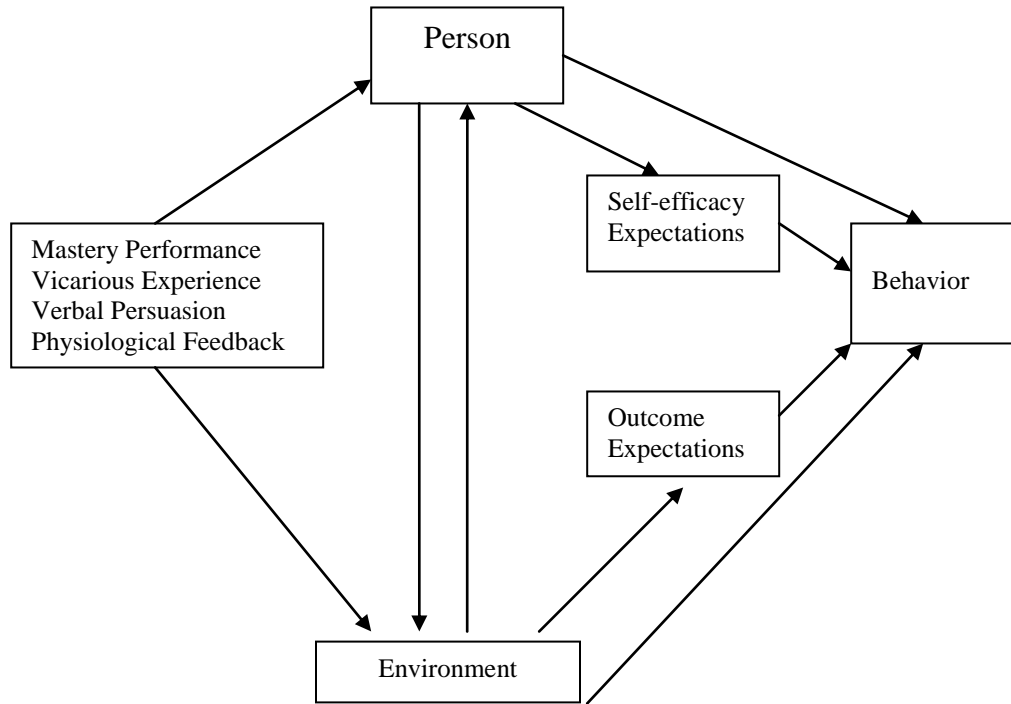 Person
Self-efficacy
Expectations
Mastery Performance
Vicarious Experience
Verbal Persuasion
Physiological Feedback
Behavior
Outcome
Expectations
Environment